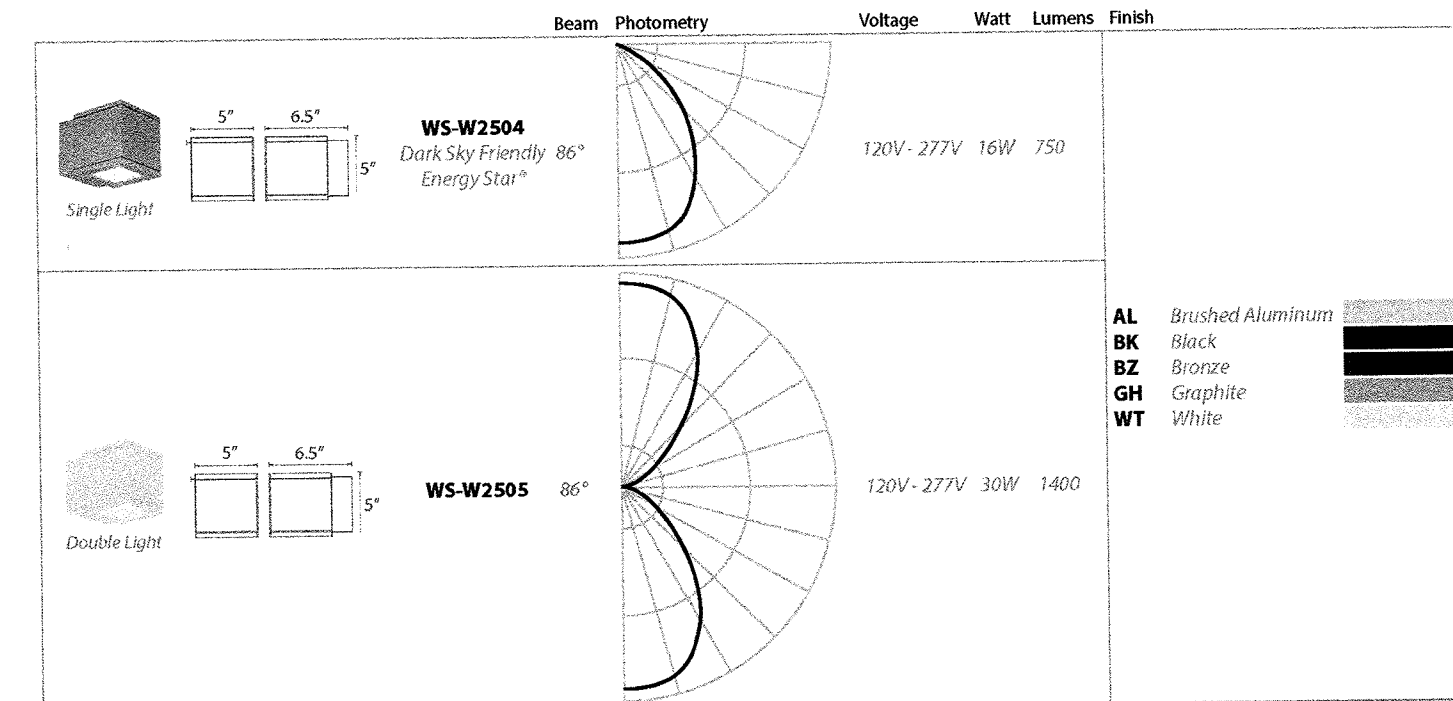 Beam Photometry Voltage Watt Lumens Finish
5" 6.5"
5"
WS-W2504
Dark Sky Friendly 86°
Energy Star®
120V - 277V 16W 750
Single Light
5" 6.5"
5"
WS-W2505 86°
120V - 277V 30W 1400
Double Light
AL Brushed Aluminum
BK Black
BZ Bronze
GH Graphite
WT White